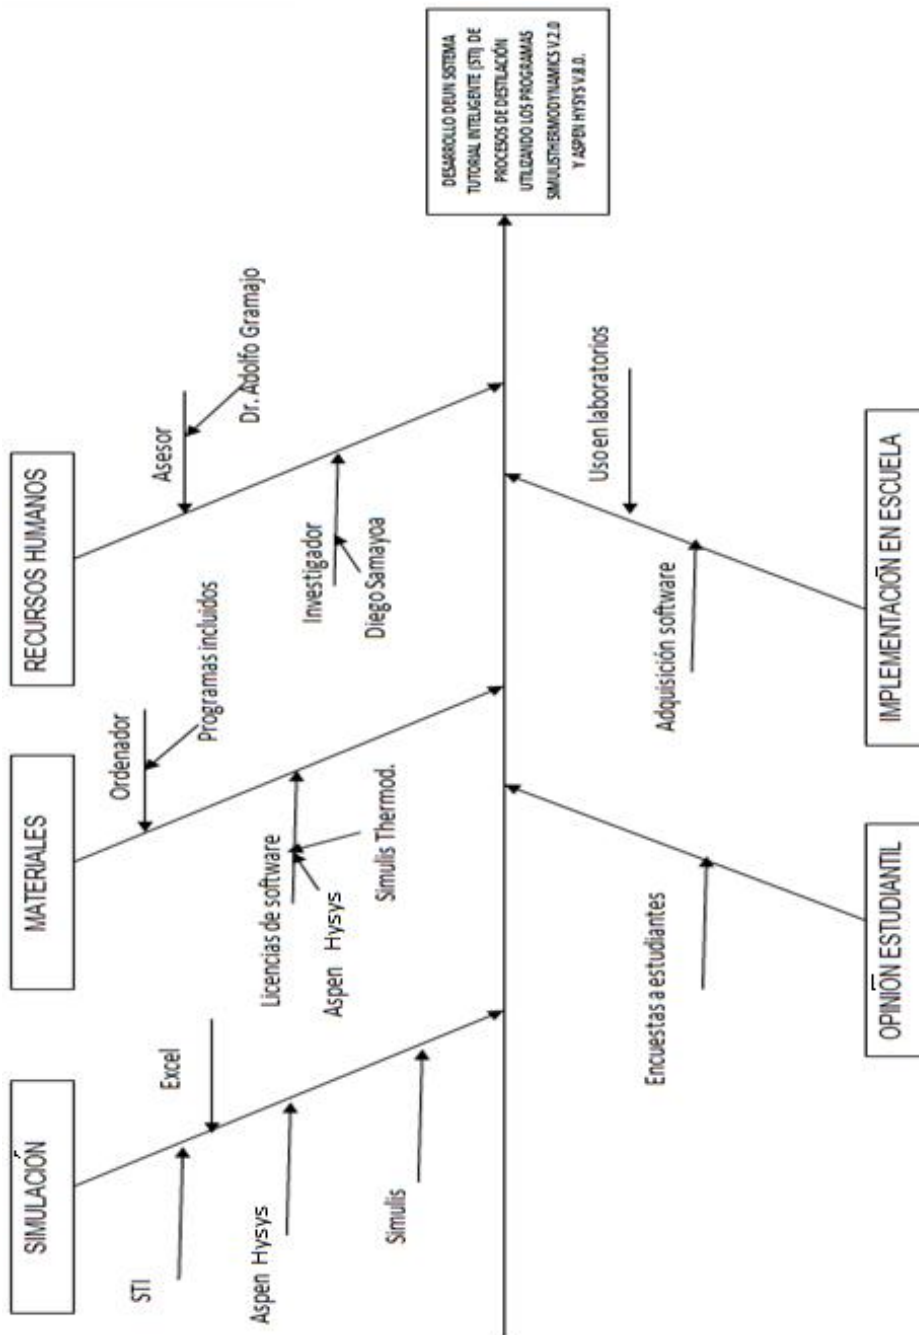 SIMULACIÓN
MATERIALES
RECURSOS HUMANOS
STI
Excel
Aspen Hysys
Simulis
Ordenador
Programas incluidos
Licencias de software
Aspen Hysys
Simulis Thermod.
Asesor
Dr. Adolfo Gramajo
Investigador
Diego Samayoa
DESARROLLO DEUN SISTEMA
TUTORIAL INTELIGENTE (STI) DE
PROCESOS DE DESTILACIÓN
UTILIZANDO LOS PROGRAMAS
SIMULISTHERMODYNAMICS V.2.0
Y ASPEN HYSYS V.8.0.
Encuestas a estudiantes
Adquisición software
Uso en laboratorios
OPINIÓN ESTUDIANTIL
IMPLEMENTACIÓN EN ESCUELA